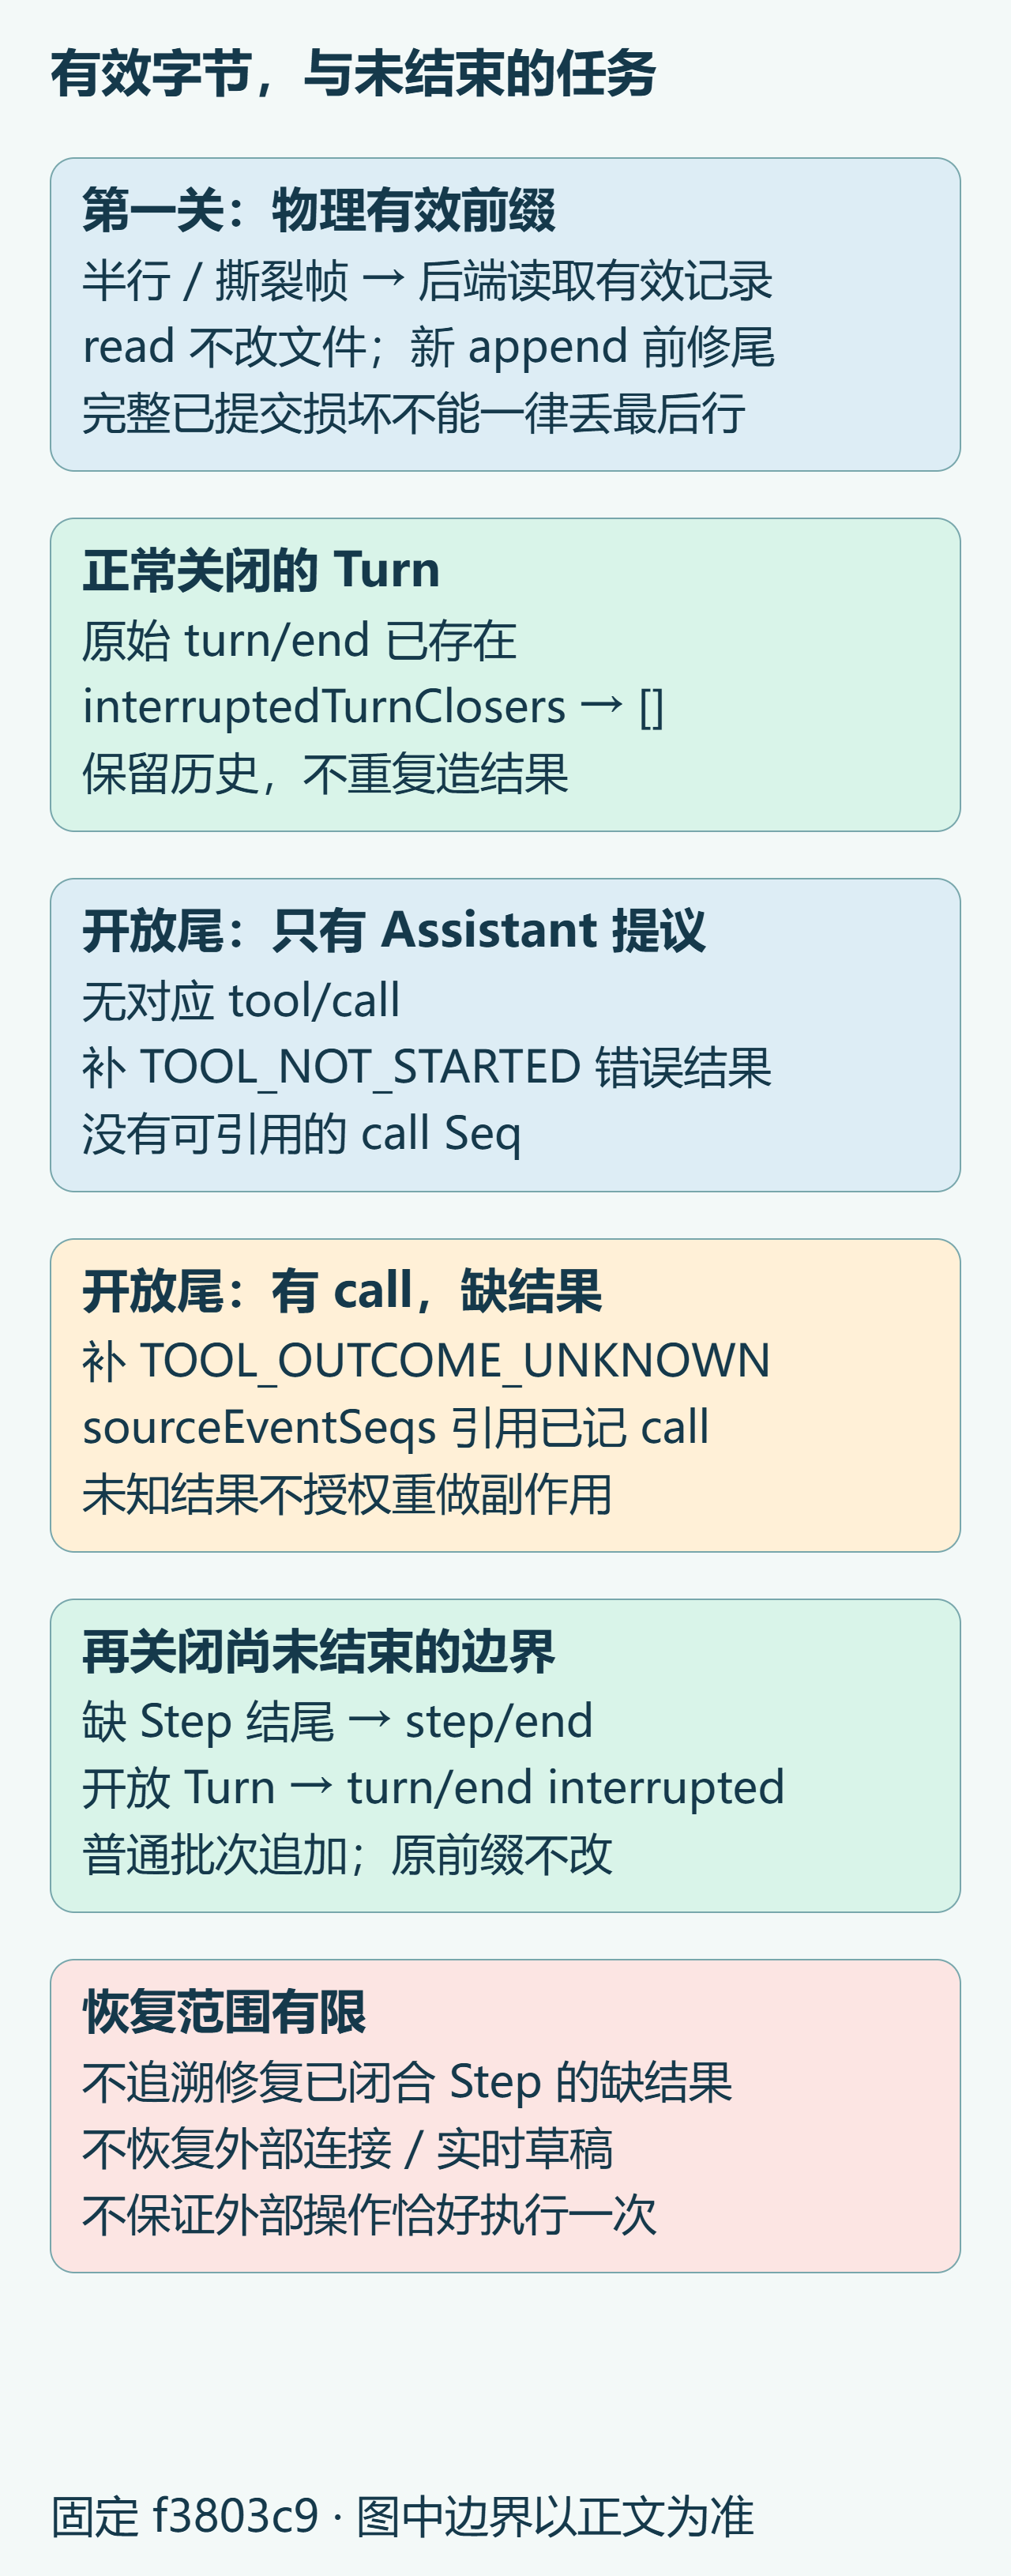 有效字节，与未结束的任务
第一关：物理有效前缀
半行 / 撕裂帧 → 后端读取有效记录
read 不改文件；新 append 前修尾
完整已提交损坏不能一律丢最后行
正常关闭的 Turn
原始 turn/end 已存在
interruptedTurnClosers → []
保留历史，不重复造结果
开放尾：只有 Assistant 提议
无对应 tool/call
补 TOOL_NOT_STARTED 错误结果
没有可引用的 call Seq
开放尾：有 call，缺结果
补 TOOL_OUTCOME_UNKNOWN
sourceEventSeqs 引用已记 call
未知结果不授权重做副作用
再关闭尚未结束的边界
缺 Step 结尾 → step/end
开放 Turn → turn/end interrupted
普通批次追加；原前缀不改
恢复范围有限
不追溯修复已闭合 Step 的缺结果
不恢复外部连接 / 实时草稿
不保证外部操作恰好执行一次
固定 f3803c9 · 图中边界以正文为准